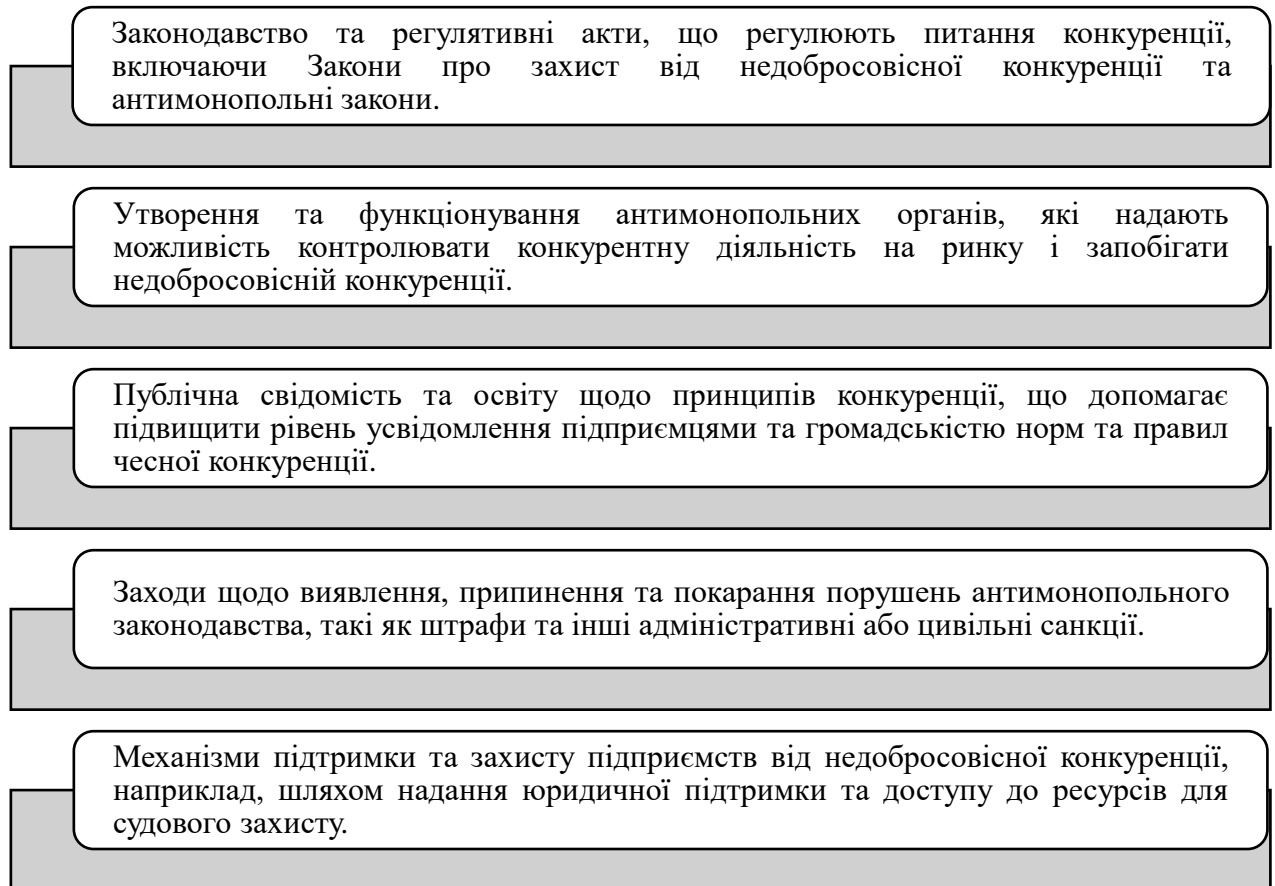 Законодавство та регулятивні акти, що регулюють питання конкуренції,
включаючи Закони про захист від недобросовісної конкуренції та
антимонопольні закони.
Утворення та функціонування антимонопольних органів, які надають
можливість контролювати конкурентну діяльність на ринку і запобігати
недобросовісній конкуренції.
Публічна свідомість та освіту щодо принципів конкуренції, що допомагає
підвищити рівень усвідомлення підприємцями та громадськістю норм та правил
чесної конкуренції.
Заходи щодо виявлення, припинення та покарання порушень антимонопольного
законодавства, такі як штрафи та інші адміністративні або цивільні санкції.
Механізми підтримки та захисту підприємств від недобросовісної конкуренції,
наприклад, шляхом надання юридичної підтримки та доступу до ресурсів для
судового захисту.